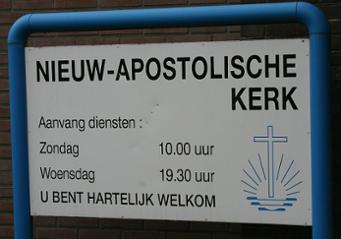 NIEUW-APOSTOLISCHE
KERK
Aanvang diensten :
Zondag 10.00 uur
Woensdag 19.30 uur
U BENT HARTELIJK WELKOM